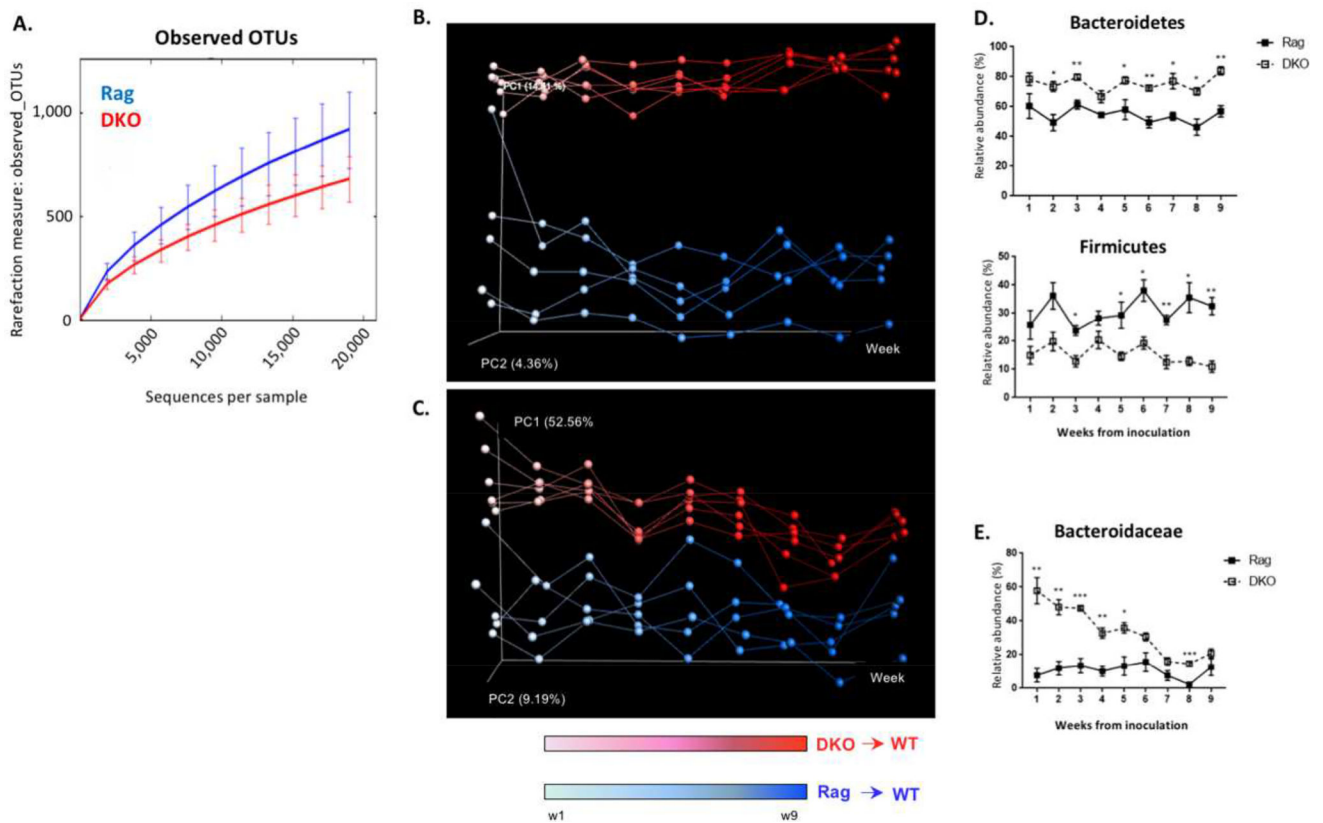 A.
Observed OTUs
Rag
DKO
Rarefaction measure: observed_OTUs
1,000
500
0
5,000
10,000
15,000
20,000
Sequences per sample
B.
PC1 (14.81 %)
PC2 (4.36%)
Week
C.
PC1 (52.56%
PC2 (9.19%)
Week
DKO → WT
Rag → WT
w1
w9
D.
Bacteroidetes
Relative abundance (%)
100
80
60
40
20
0
* ** * ** * * **
1 2 3 4 5 6 7 8 9
Rag
DKO
Firmicutes
Relative abundance (%)
50
40
30
20
10
0
* * * ** * **
1 2 3 4 5 6 7 8 9
Weeks from inoculation
E.
Bacteroidaceae
Relative abundance (%)
80
60
40
20
0
** ** *** ** * ***
1 2 3 4 5 6 7 8 9
Weeks from inoculation
Rag
DKO